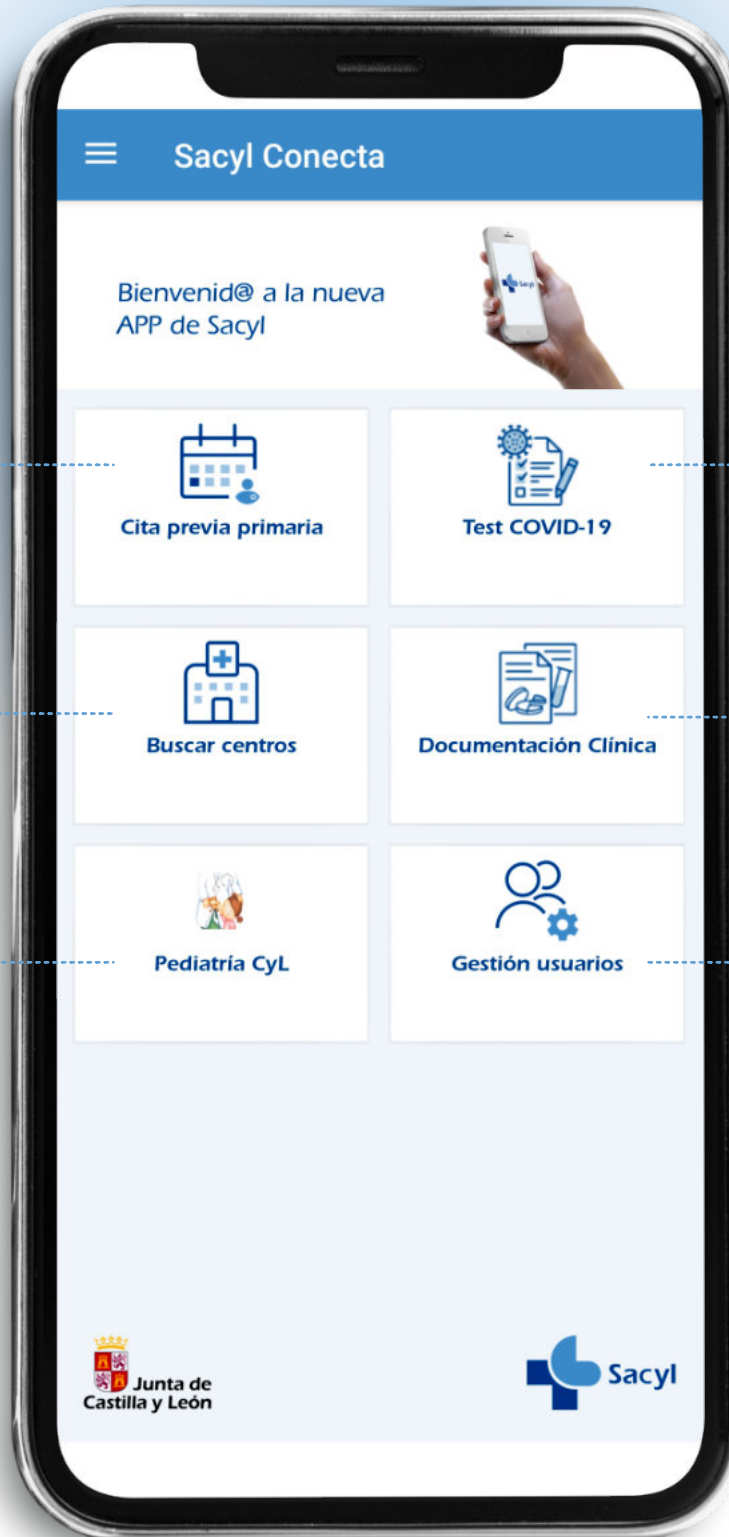 Sacyl Conecta
Bienvenid@ a la nueva
APP de Sacyl
Sacyl
Cita previa primaria
Test COVID-19
Buscar centros
Documentación Clínica
Pediatría CyL
Gestión usuarios
Junta de
Castilla y León
Sacyl